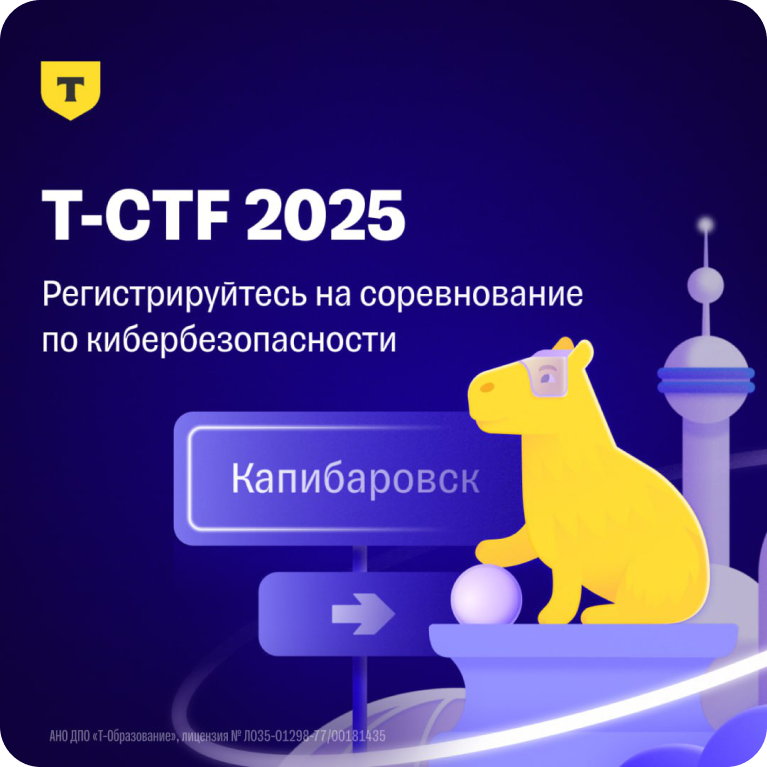 T
Т-CTF 2025
Регистрируйтесь на соревнование
по кибербезопасности
Капибаровск
АНО ДПО «Т-Образование», лицензия № Л035-01298-77/00181435